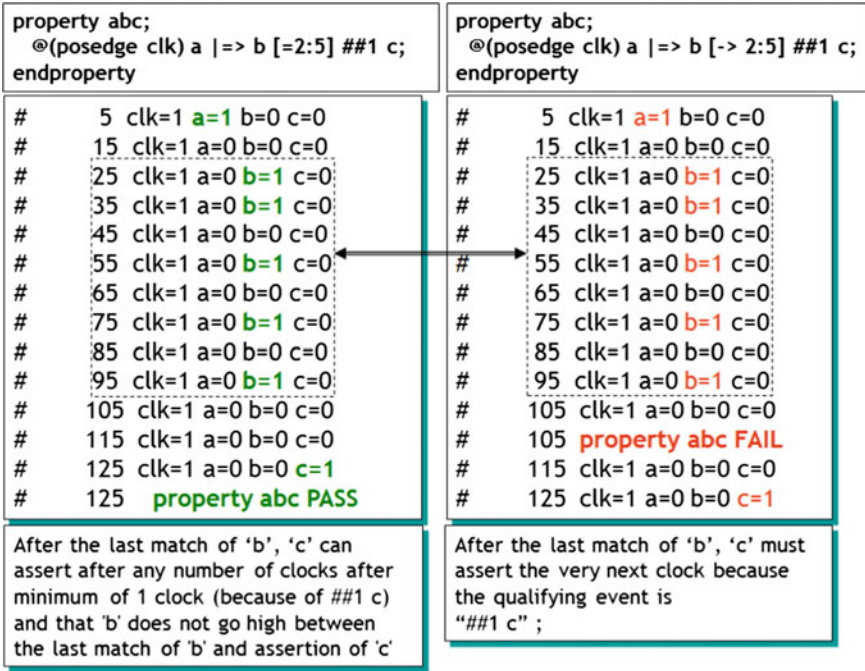 property abc;
@(posedge clk) a |=> b [=2:5] ##1 c;
endproperty
# 5 clk=1 a=1 b=0 c=0
# 15 clk=1 a=0 b=0 c=0
# 25 clk=1 a=0 b=1 c=0
# 35 clk=1 a=0 b=1 c=0
# 45 clk=1 a=0 b=0 c=0
# 55 clk=1 a=0 b=1 c=0
# 65 clk=1 a=0 b=0 c=0
# 75 clk=1 a=0 b=1 c=0
# 85 clk=1 a=0 b=0 c=0
# 95 clk=1 a=0 b=1 c=0
# 105 clk=1 a=0 b=0 c=0
# 115 clk=1 a=0 b=0 c=0
# 125 clk=1 a=0 b=0 c=1
# 125 property abc PASS
After the last match of ‘b’, ‘c’ can
assert after any number of clocks after
minimum of 1 clock (because of ##1 c)
and that 'b' does not go high between
the last match of 'b' and assertion of 'c'
property abc;
@(posedge clk) a |=> b [-> 2:5] ##1 c;
endproperty
# 5 clk=1 a=1 b=0 c=0
# 15 clk=1 a=0 b=0 c=0
# 25 clk=1 a=0 b=1 c=0
# 35 clk=1 a=0 b=1 c=0
# 45 clk=1 a=0 b=0 c=0
# 55 clk=1 a=0 b=1 c=0
# 65 clk=1 a=0 b=0 c=0
# 75 clk=1 a=0 b=1 c=0
# 85 clk=1 a=0 b=0 c=0
# 95 clk=1 a=0 b=1 c=0
# 105 clk=1 a=0 b=0 c=0
# 105 property abc FAIL
# 115 clk=1 a=0 b=0 c=0
# 125 clk=1 a=0 b=0 c=1
After the last match of ‘b’, ‘c’ must
assert the very next clock because
the qualifying event is
“##1 c” ;